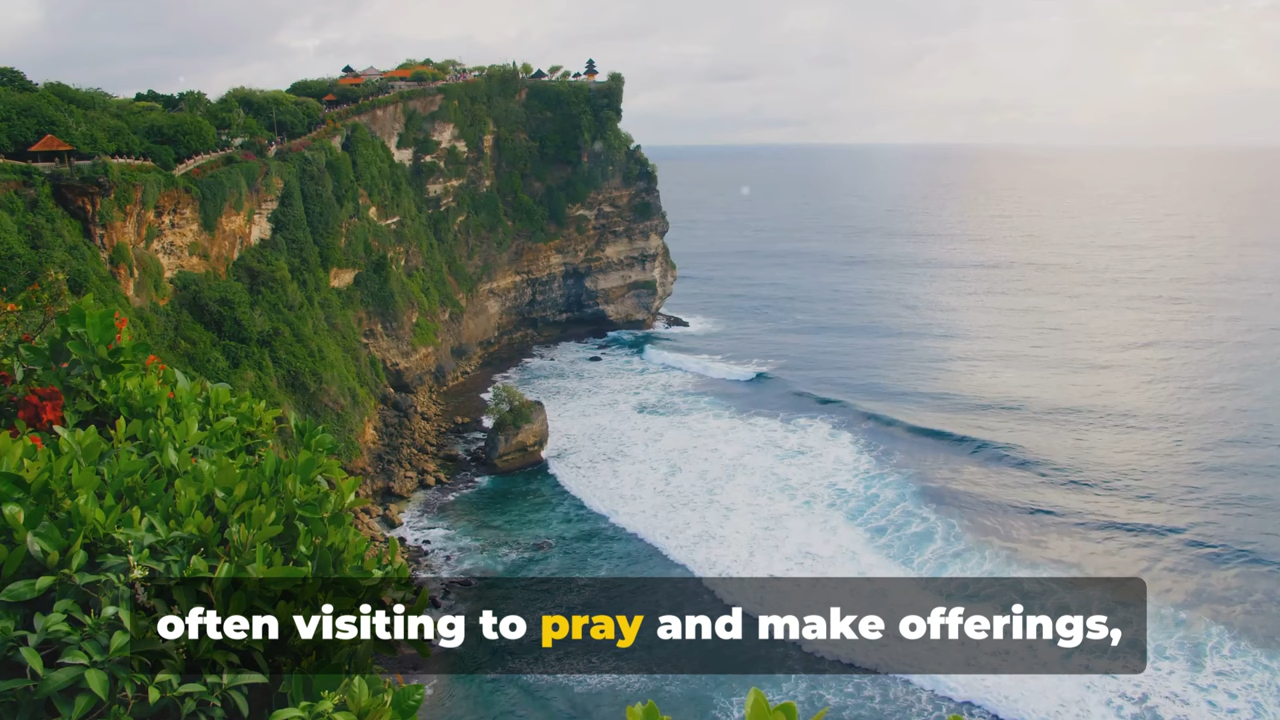 often visiting to pray and make offerings,